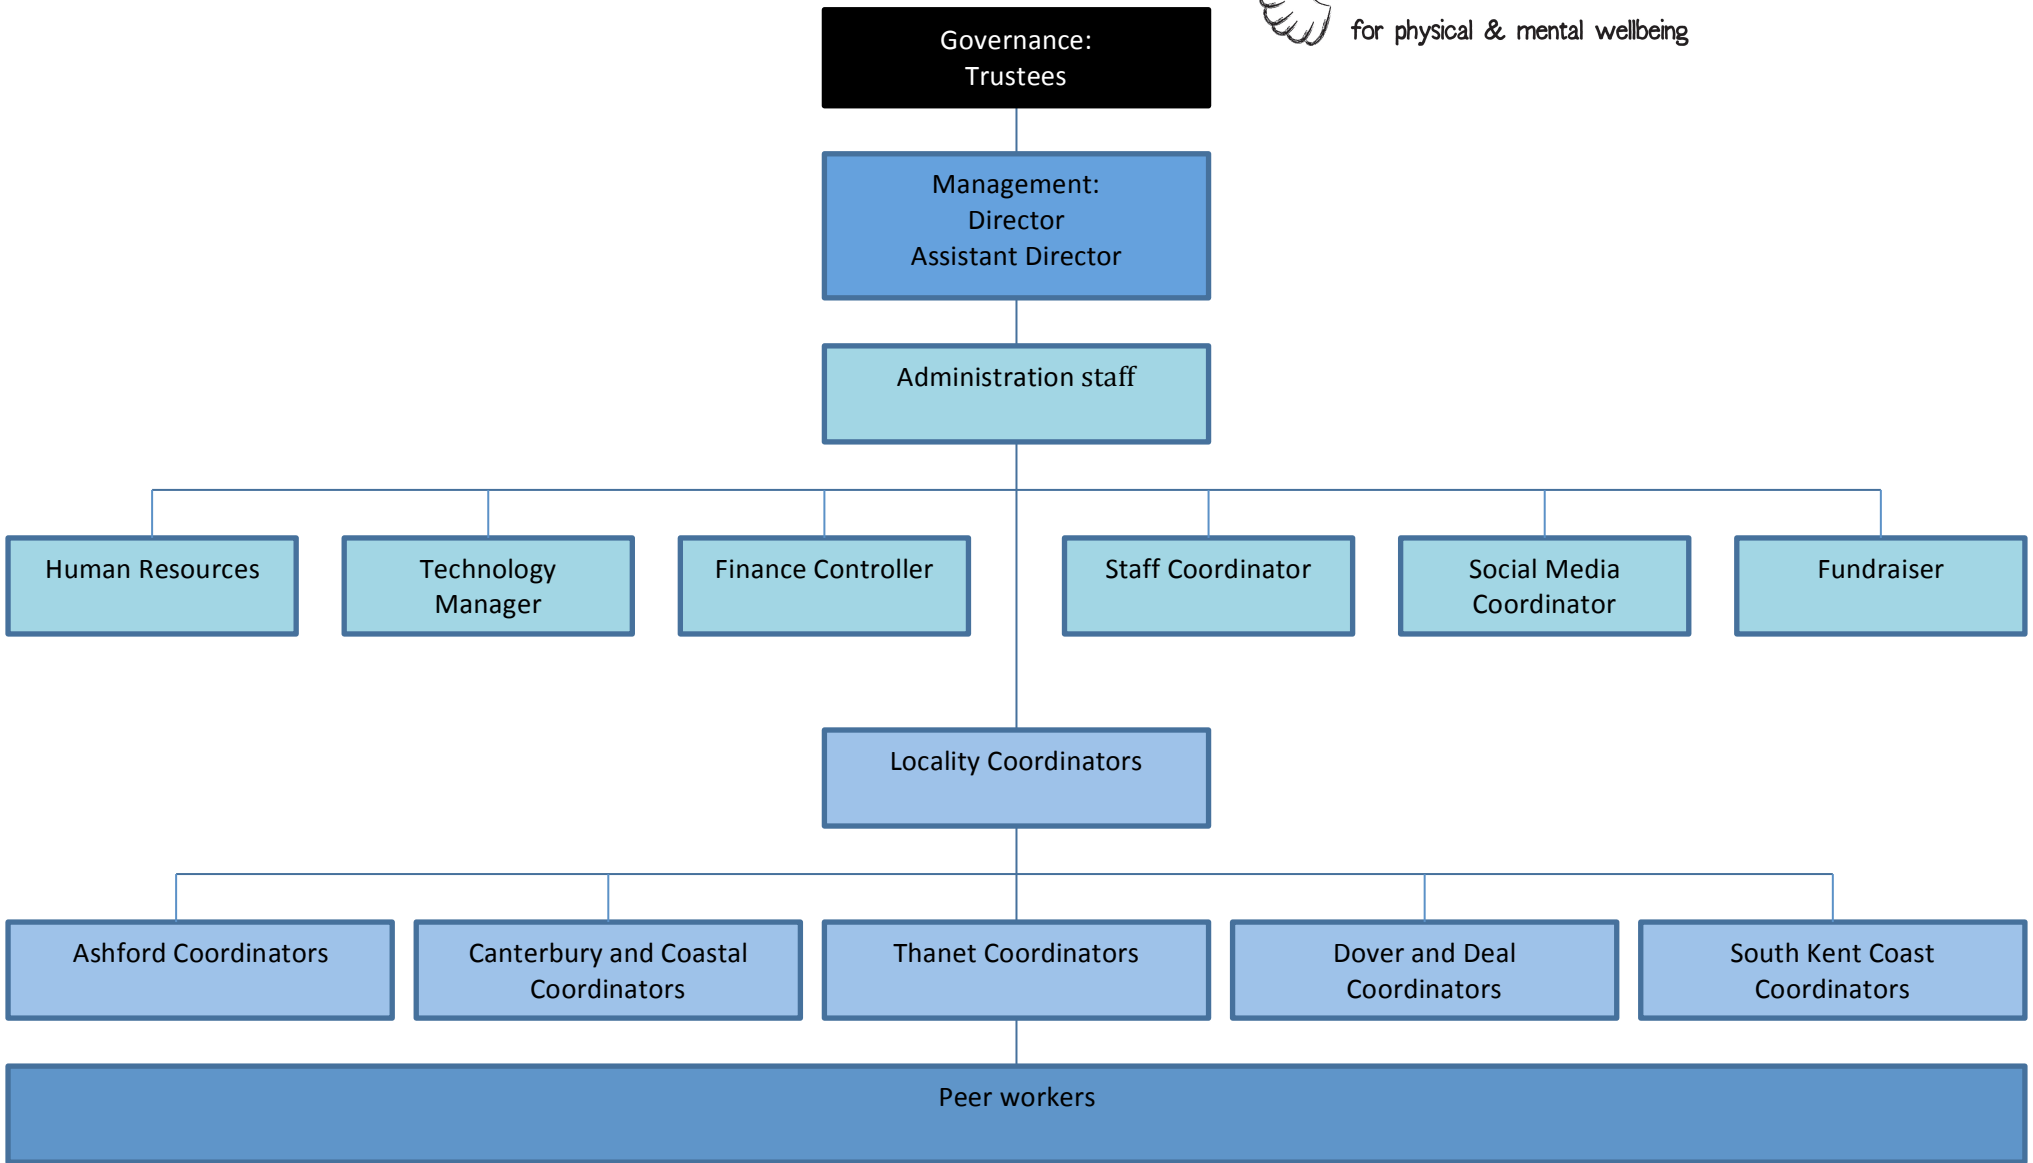 for physical & mental wellbeing
Governance:
Trustees
Management:
Director
Assistant Director
Administration staff
Human Resources
Technology
Manager
Finance Controller
Staff Coordinator
Social Media
Coordinator
Fundraiser
Locality Coordinators
Ashford Coordinators
Canterbury and Coastal
Coordinators
Thanet Coordinators
Dover and Deal
Coordinators
South Kent Coast
Coordinators
Peer workers